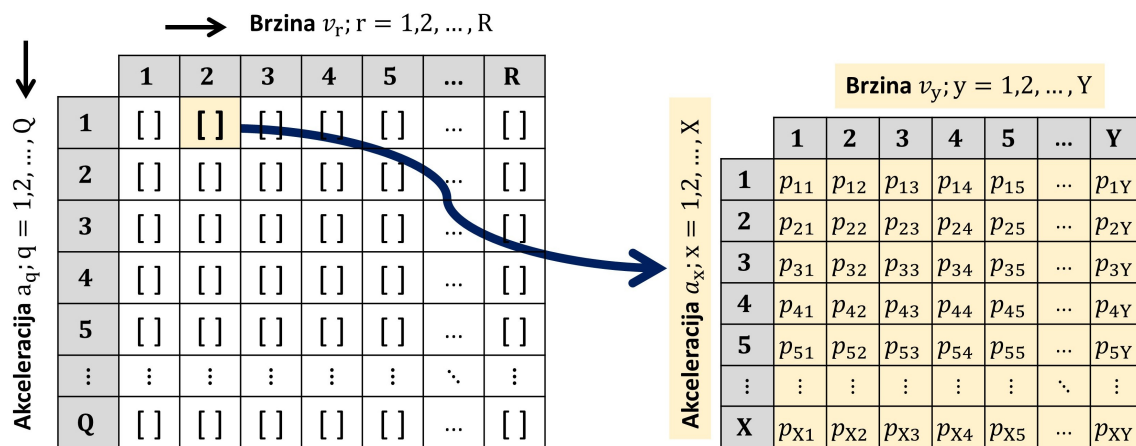 Brzina v_r; r = 1,2, … , R
Akceleracija a_q; q = 1,2, … , Q
1 2 3 4 5 … R
1 [ ] [ ] [ ] [ ] [ ] … [ ]
2 [ ] [ ] [ ] [ ] [ ] … [ ]
3 [ ] [ ] [ ] [ ] [ ] … [ ]
4 [ ] [ ] [ ] [ ] [ ] … [ ]
5 [ ] [ ] [ ] [ ] [ ] … [ ]
⋮ ⋮ ⋮ ⋮ ⋮ ⋮ ⋱ ⋮
Q [ ] [ ] [ ] [ ] [ ] … [ ]
Brzina v_y; y = 1,2, … , Y
Akceleracija a_x; x = 1,2, … , X
1 2 3 4 5 … Y
1 p_11 p_12 p_13 p_14 p_15 … p_1Y
2 p_21 p_22 p_23 p_24 p_25 … p_2Y
3 p_31 p_32 p_33 p_34 p_35 … p_3Y
4 p_41 p_42 p_43 p_44 p_45 … p_4Y
5 p_51 p_52 p_53 p_54 p_55 … p_5Y
⋮ ⋮ ⋮ ⋮ ⋮ ⋮ ⋱ ⋮
X p_X1 p_X2 p_X3 p_X4 p_X5 … p_XY